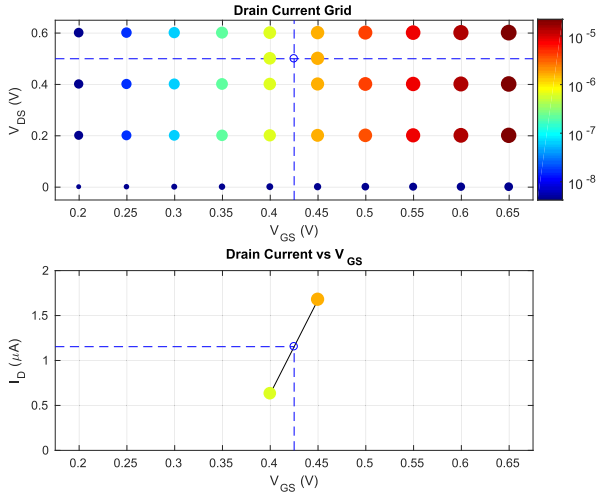 Drain Current Grid
V_DS (V)
0.6
0.4
0.2
0
0.2 0.25 0.3 0.35 0.4 0.45 0.5 0.55 0.6 0.65
V_GS (V)
10^-5
10^-6
10^-7
10^-8
Drain Current vs V_GS
I_D (μA)
2
1.5
1
0.5
0
0.2 0.25 0.3 0.35 0.4 0.45 0.5 0.55 0.6 0.65
V_GS (V)